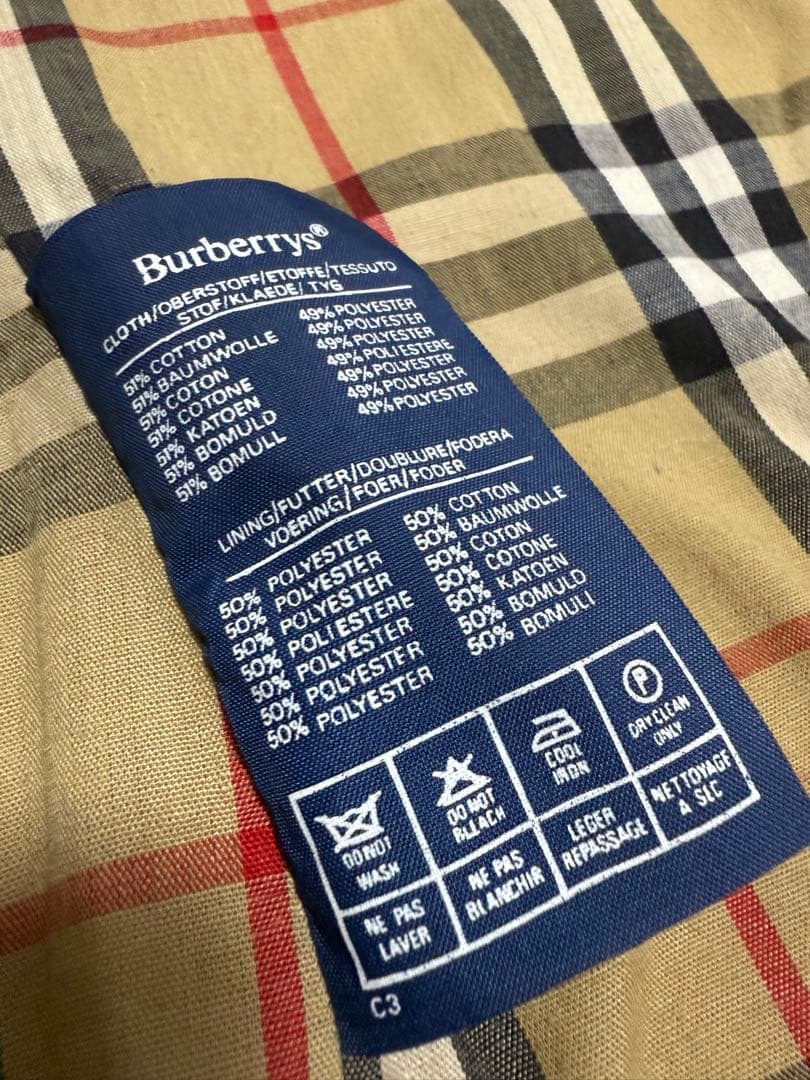 Burberrys®
CLOTH/OBERSTOFF/ETOFFE/TESSUTO
STOF/KLAEDE/TYG
51% COTTON 49% POLYESTER
51% BAUMWOLLE 49% POLYESTER
51% COTON 49% POLYESTER
51% COTONE 49% POLIESTERE
51% KATOEN 49% POLYESTER
51% BOMULD 49% POLYESTER
51% BOMULL 49% POLYESTER
LINING/FUTTER/DOUBLURE/FODERA
VOERING/FOER/FODER
50% POLYESTER 50% COTTON
50% POLYESTER 50% BAUMWOLLE
50% POLYESTER 50% COTON
50% POLIESTERE 50% COTONE
50% POLYESTER 50% KATOEN
50% POLYESTER 50% BOMULD
50% POLYESTER 50% BOMULL
DO NOT
WASH
DO NOT
BLEACH
COOL
IRON
P
DRY CLEAN
ONLY
NE PAS
LAVER
NE PAS
BLANCHIR
LEGER
REPASSAGE
NETTOYAGE
A SEC
C3